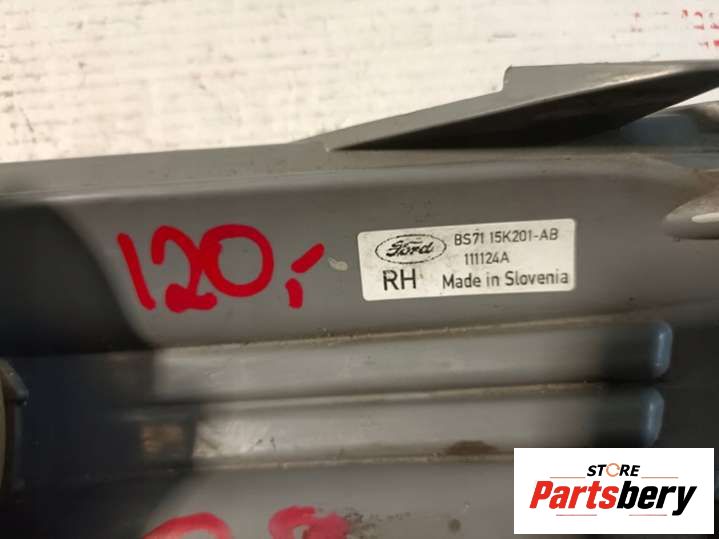 120,-
Ford
BS71 15K201-AB
111124A
RH Made in Slovenia
STORE
Partsbery